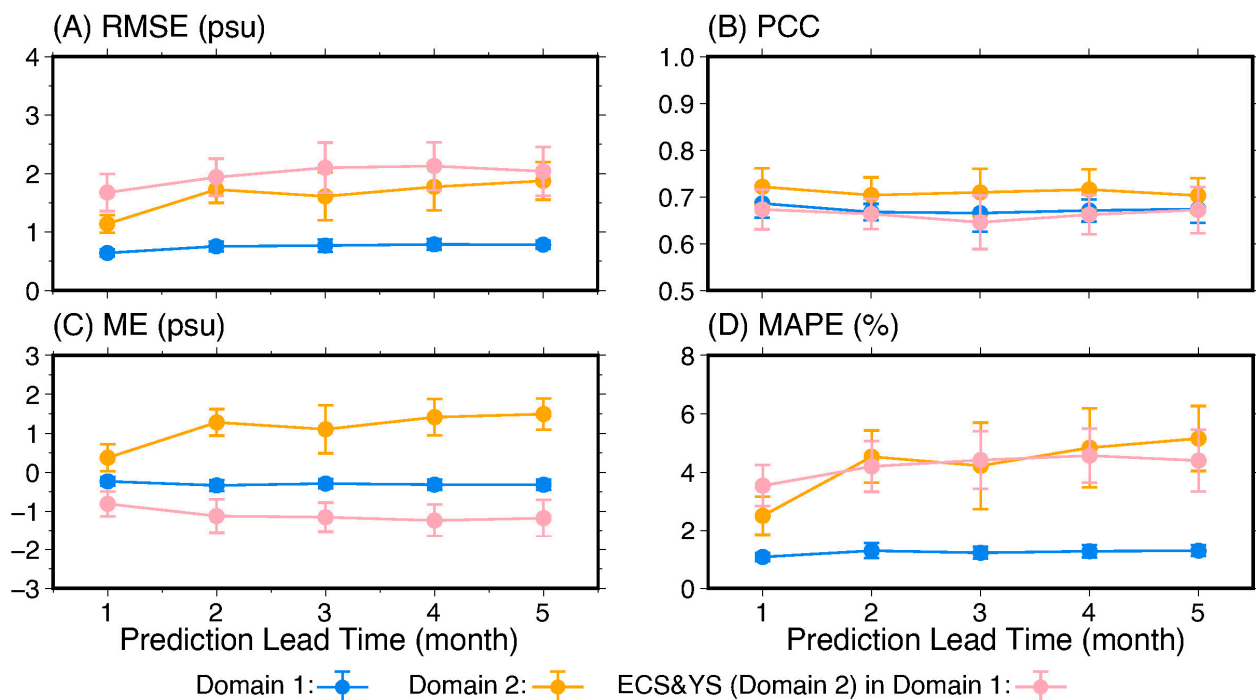 (A) RMSE (psu)
4
3
2
1
0
(B) PCC
1.0
0.9
0.8
0.7
0.6
0.5
(C) ME (psu)
3
2
1
0
−1
−2
−3
1 2 3 4 5
Prediction Lead Time (month)
(D) MAPE (%)
8
6
4
2
0
1 2 3 4 5
Prediction Lead Time (month)
Domain 1: Domain 2: ECS&YS (Domain 2) in Domain 1: